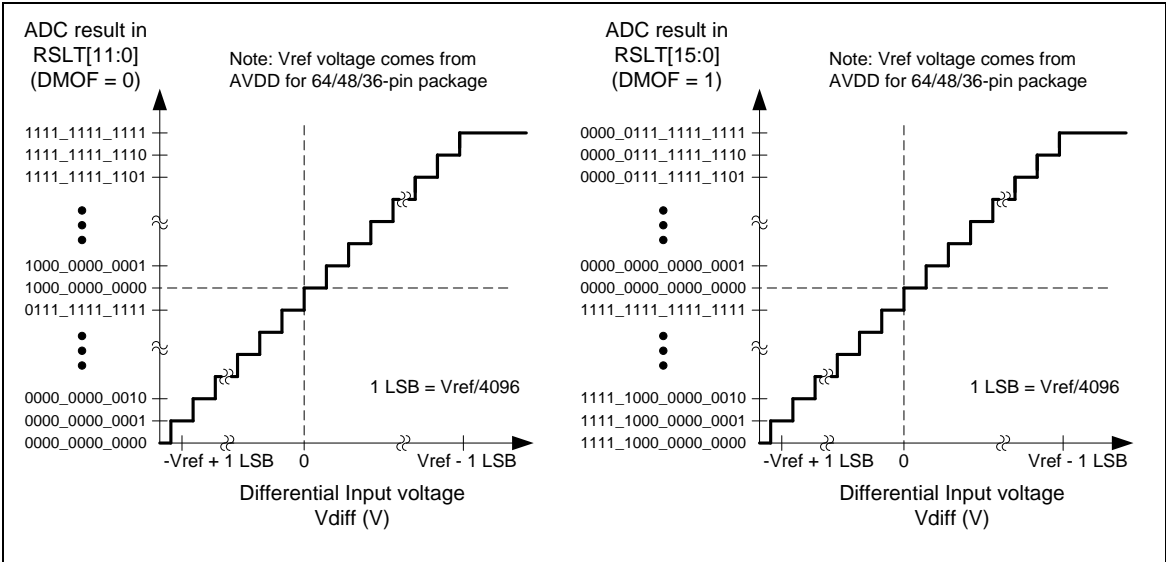 ADC result in
RSLT[11:0]
(DMOF = 0)
Note: Vref voltage comes from
AVDD for 64/48/36-pin package
1111_1111_1111
1111_1111_1110
1111_1111_1101
1000_0000_0001
1000_0000_0000
0111_1111_1111
0000_0000_0010
0000_0000_0001
0000_0000_0000
1 LSB = Vref/4096
-Vref + 1 LSB
0
Vref - 1 LSB
Differential Input voltage
Vdiff (V)
ADC result in
RSLT[15:0]
(DMOF = 1)
Note: Vref voltage comes from
AVDD for 64/48/36-pin package
0000_0111_1111_1111
0000_0111_1111_1110
0000_0111_1111_1101
0000_0000_0000_0001
0000_0000_0000_0000
1111_1111_1111_1111
1111_1000_0000_0010
1111_1000_0000_0001
1111_1000_0000_0000
1 LSB = Vref/4096
-Vref + 1 LSB
0
Vref - 1 LSB
Differential Input voltage
Vdiff (V)